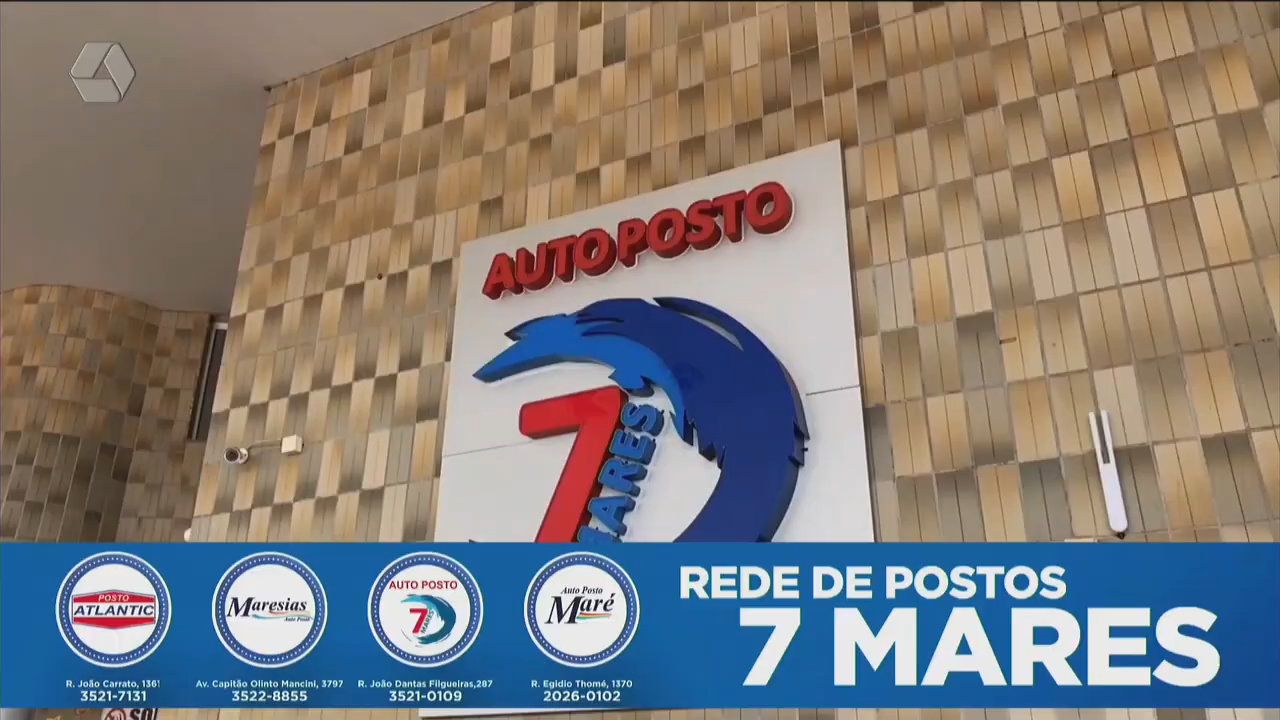 AUTO POSTO
7
MARES
POSTO
ATLANTIC
R. João Carrato, 1361
3521-7131
Maresias
Auto Posto
Av. Capitão Olinto Mancini, 3797
3522-8855
AUTO POSTO
7
MARES
R. João Dantas Filgueiras,287
3521-0109
Auto Posto
Maré
R. Egidio Thomé, 1370
2026-0102
REDE DE POSTOS
7 MARES